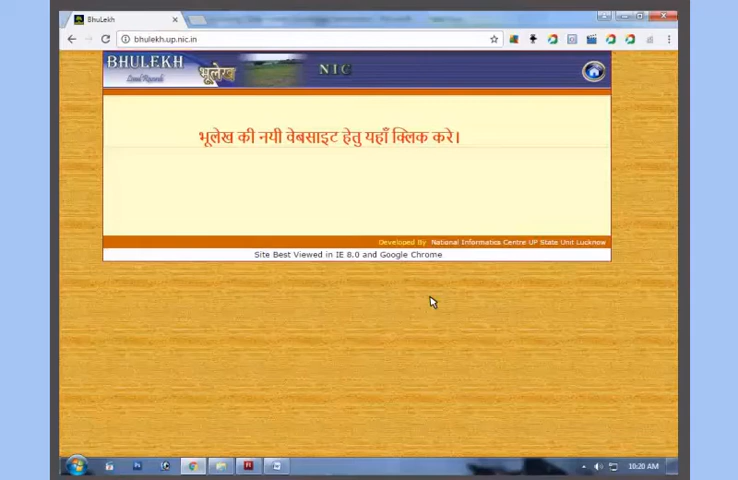 BhuLekh
bhulekh.up.nic.in
BHULEKH
Land Records
भूलेख
NIC
भूलेख की नयी वेबसाइट हेतु यहाँ क्लिक करे।
Developed By National Informatics Centre UP State Unit Lucknow
Site Best Viewed in IE 8.0 and Google Chrome
10:20 AM